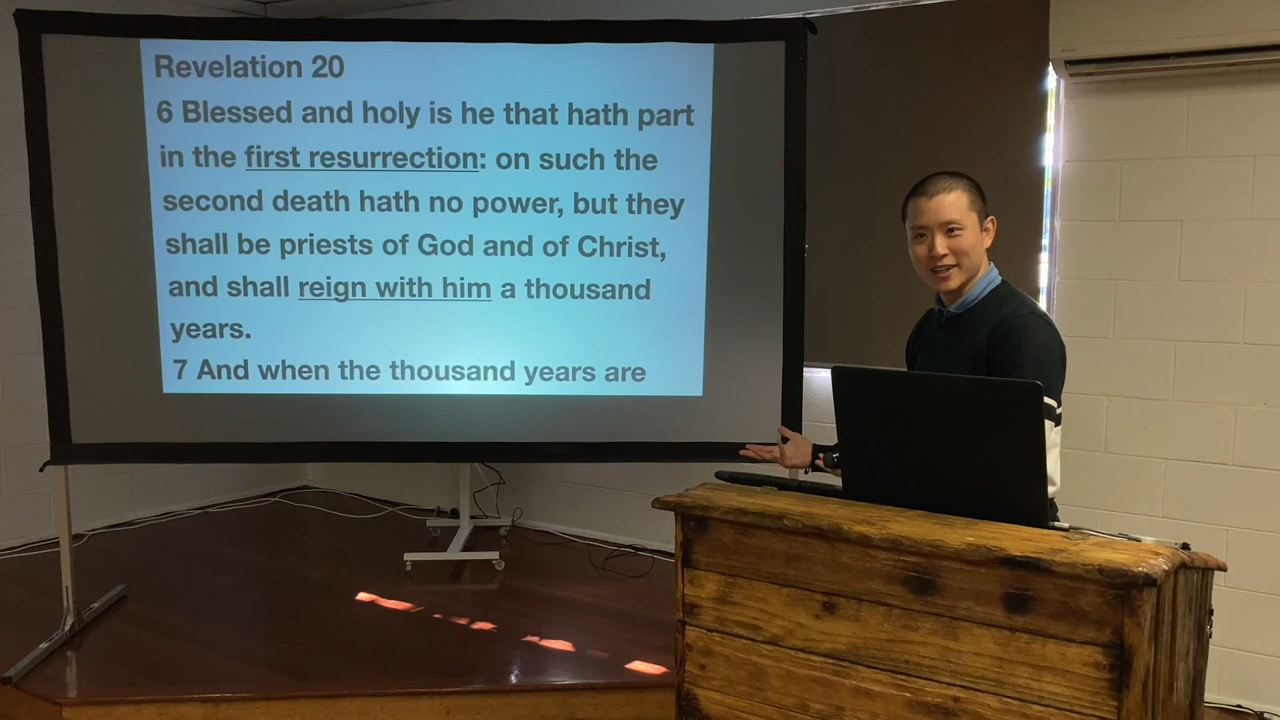 Revelation 20
6 Blessed and holy is he that hath part
in the first resurrection: on such the
second death hath no power, but they
shall be priests of God and of Christ,
and shall reign with him a thousand
years.
7 And when the thousand years are